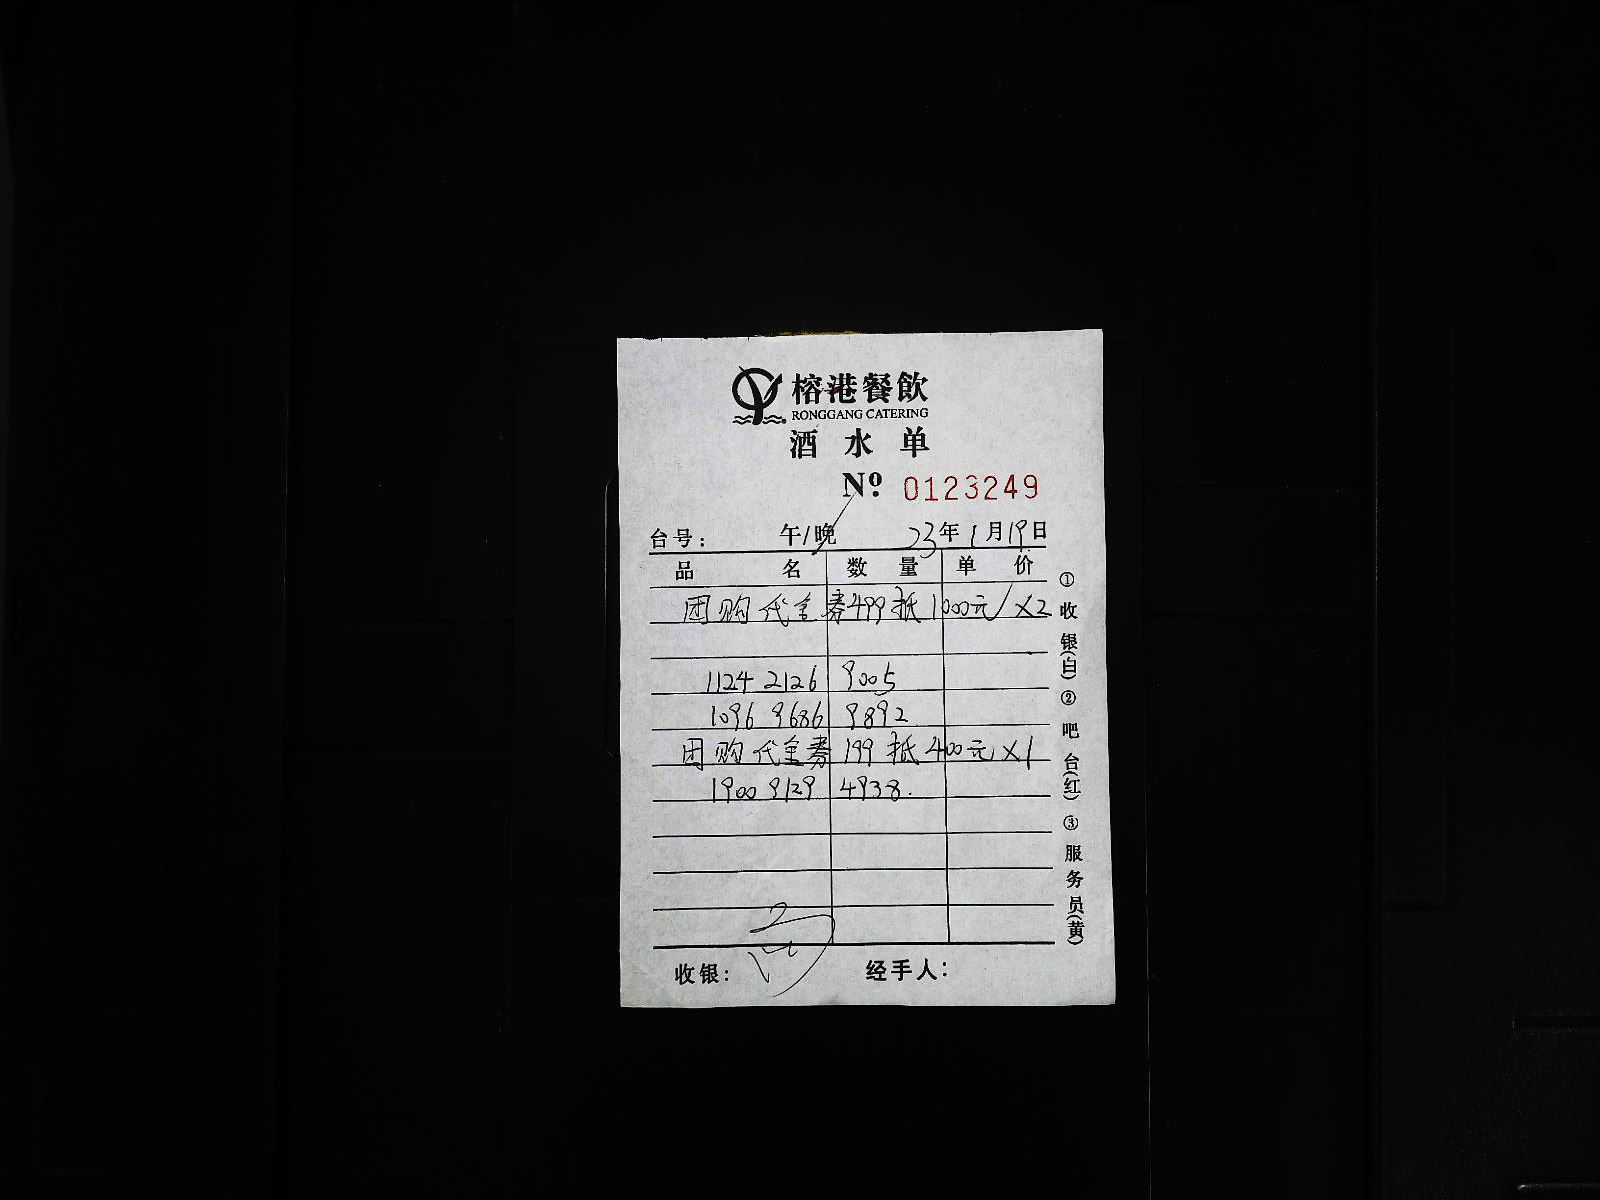 榕港餐飲
RONGGANG CATERING
酒水单
Nº. 0123249
台号: 午/晚 23年1月19日
品名 数量 单价
团购代金券499抵1000元/X2
1124 2126 9005
1096 9686 9892
团购代金券199抵400元X1
1900 9129 4938.
收银: 经手人:
①收银(白)②吧台(红)③服务员(黄)